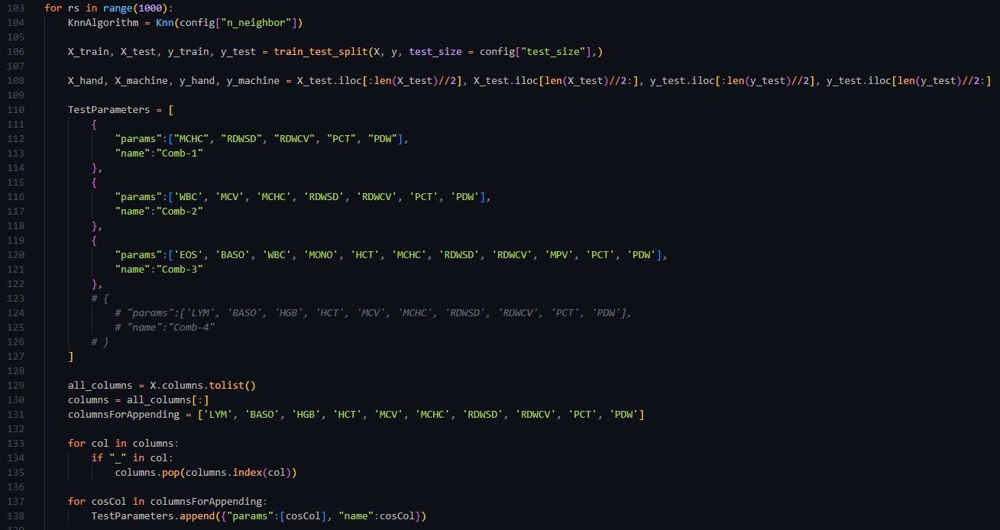 103 for rs in range(1000):
104 KnnAlgorithm = Knn(config["n_neighbor"])
105
106 X_train, X_test, y_train, y_test = train_test_split(X, y, test_size = config["test_size"],)
107
108 X_hand, X_machine, y_hand, y_machine = X_test.iloc[:len(X_test)//2], X_test.iloc[len(X_test)//2:], y_test.iloc[:len(y_test)//2], y_test.iloc[len(y_test)//2:]
109
110 TestParameters = [
111 {
112 "params":["MCHC", "RDWSD", "RDWCV", "PCT", "PDW"],
113 "name":"Comb-1"
114 },
115 {
116 "params":['WBC', 'MCV', 'MCHC', 'RDWSD', 'RDWCV', 'PCT', 'PDW'],
117 "name":"Comb-2"
118 },
119 {
120 "params":['EOS', 'BASO', 'WBC', 'MONO', 'HCT', 'MCHC', 'RDWSD', 'RDWCV', 'MPV', 'PCT', 'PDW'],
121 "name":"Comb-3"
122 },
123 # {
124 # "params":['LYM', 'BASO', 'HGB', 'HCT', 'MCV', 'MCHC', 'RDWSD', 'RDWCV', 'PCT', 'PDW'],
125 # "name":"Comb-4"
126 # }
127 ]
128
129 all_columns = X.columns.tolist()
130 columns = all_columns[:]
131 columnsForAppending = ['LYM', 'BASO', 'HGB', 'HCT', 'MCV', 'MCHC', 'RDWSD', 'RDWCV', 'PCT', 'PDW']
132
133 for col in columns:
134 if "_" in col:
135 columns.pop(columns.index(col))
136
137 for cosCol in columnsForAppending:
138 TestParameters.append({"params":[cosCol], "name":cosCol})
139